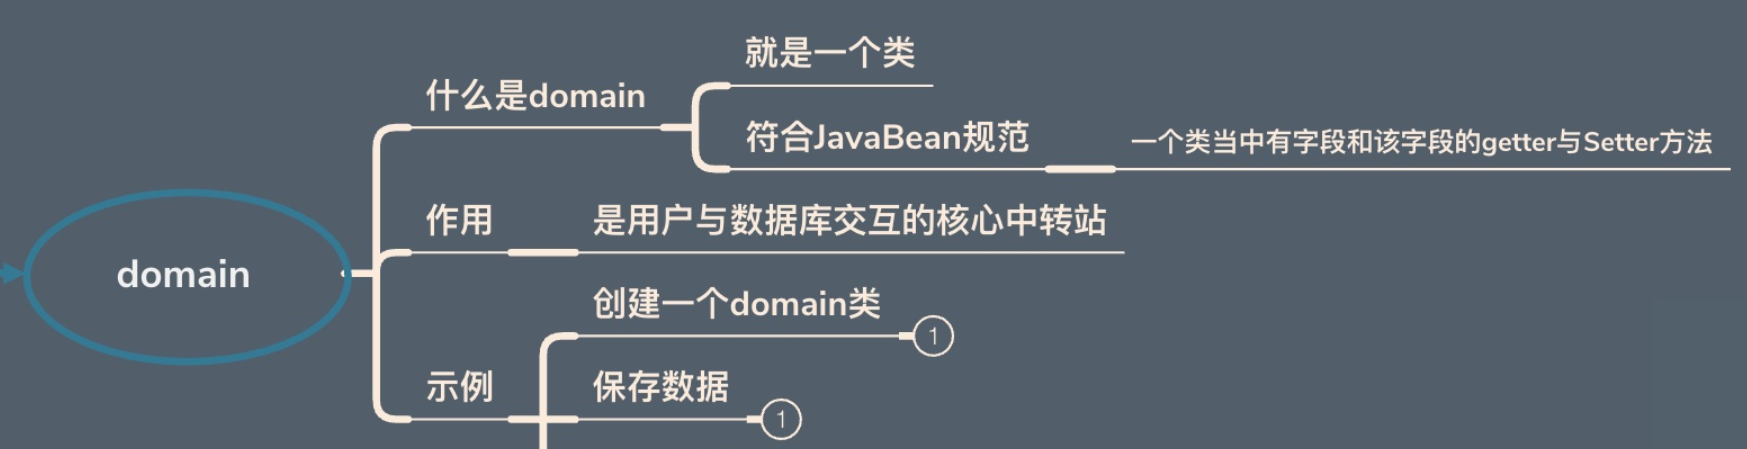 domain
什么是domain
就是一个类
符合JavaBean规范
一个类当中有字段和该字段的getter与Setter方法
作用
是用户与数据库交互的核心中转站
示例
创建一个domain类
1
保存数据
1